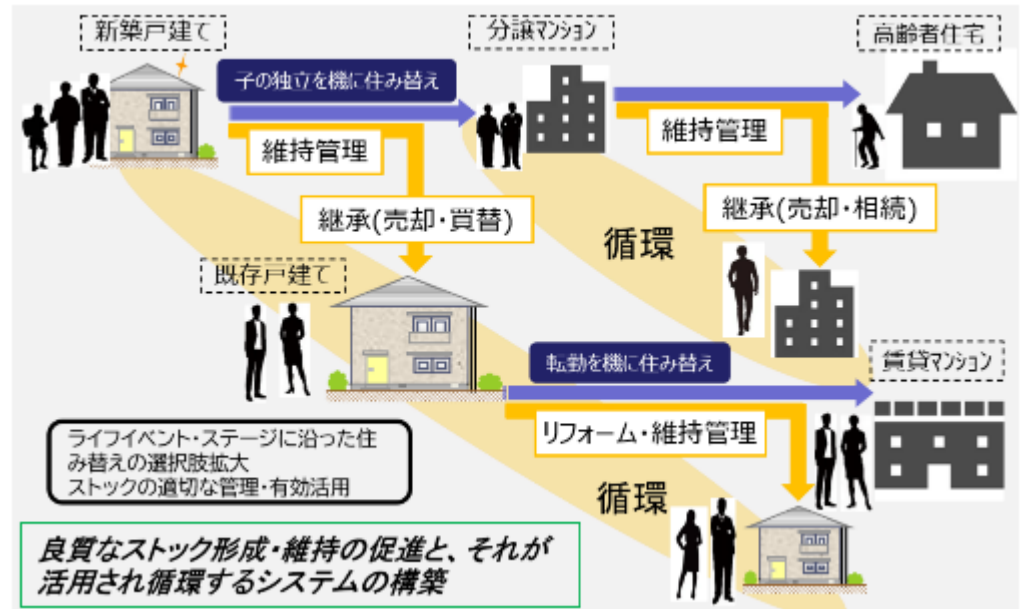 新築戸建て
分譲マンション
高齢者住宅
子の独立を機に住み替え
維持管理
維持管理
継承(売却・買替)
継承(売却・相続)
循環
既存戸建て
転勤を機に住み替え
賃貸マンション
リフォーム・維持管理
ライフイベント・ステージに沿った住
み替えの選択肢拡大
ストックの適切な管理・有効活用
循環
良質なストック形成・維持の促進と、それが
活用され循環するシステムの構築